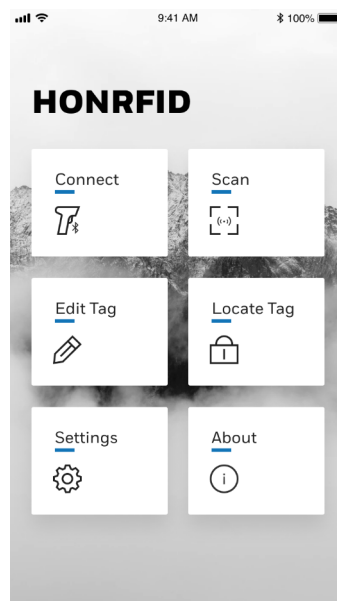 9:41 AM 100%
HONRFID
Connect Scan
Edit Tag Locate Tag
Settings About